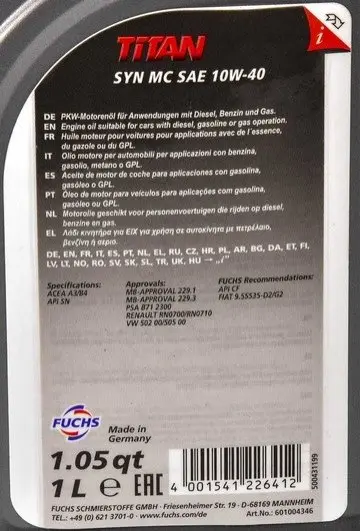 TITAN
SYN MC SAE 10W-40
i
DE PKW-Motorenöl für Anwendungen mit Diesel, Benzin und Gas.
EN Engine oil suitable for cars with diesel, gasoline or gas operation.
FR Huile moteur pour voitures pour applications avec de l'essence,
du gazole ou du GPL.
IT Olio motore per automobili per applicazioni con benzina,
gasolio, metano o GPL.
ES Aceite de motor de coche para aplicaciones con gasolina,
gasóleo o GPL.
PT Óleo de motor para veículos para aplicações com gasolina,
gasóleo ou GPL.
NL Motorolie geschikt voor personenvoertuigen die rijden op diesel,
benzine en gas.
EL Λάδι κινητήρα για ΕΙΧ για χρήση σε αυτοκίνητα με πετρέλαιο,
βενζίνη ή αέριο.
DE, EN, FR, IT, ES, PT, NL, EL, RU, CZ, HR, PL, AR, BG, DA, ET, FI,
LV, LT, NO, RO, SV, SK, SL, TR, UK, HU → „i"
Specifications:
ACEA A3/B4
API SN
Approvals:
MB-APPROVAL 229.1
MB-APPROVAL 229.3
PSA B71 2300
RENAULT RN0700/RN0710
VW 502 00/505 00
FUCHS Recommendations:
API CF
FIAT 9.55535-D2/G2
FUCHS
Made in
Germany
1.05 qt
1 L e EAC
4 001541 226412
500431199
FUCHS SCHMIERSTOFFE GMBH · Friesenheimer Str. 19 · D-68169 MANNHEIM
TEL.: +49 (0) 621 3701-0 · www.fuchs.com/de Art.No: 601004346